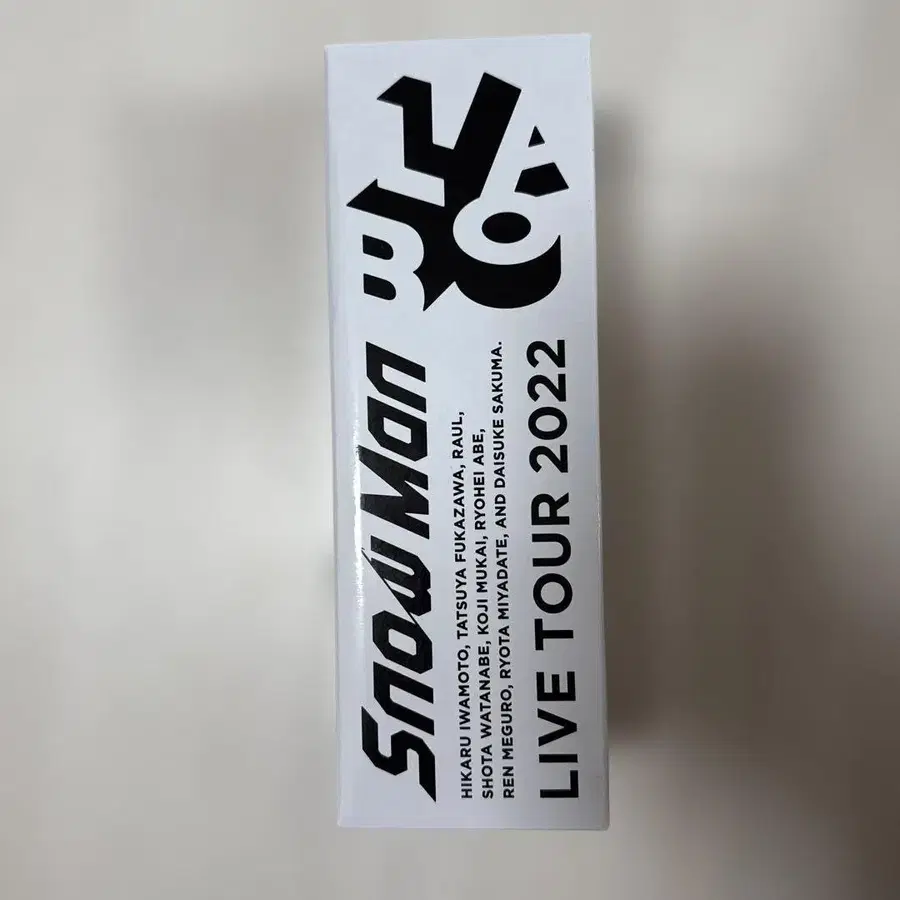 Snow Man
HIKARU IWAMOTO, TATSUYA FUKAZAWA, RAUL,
SHOTA WATANABE, KOJI MUKAI, RYOHEI ABE,
REN MEGURO, RYOTA MIYADATE, AND DAISUKE SAKUMA.
LIVE TOUR 2022